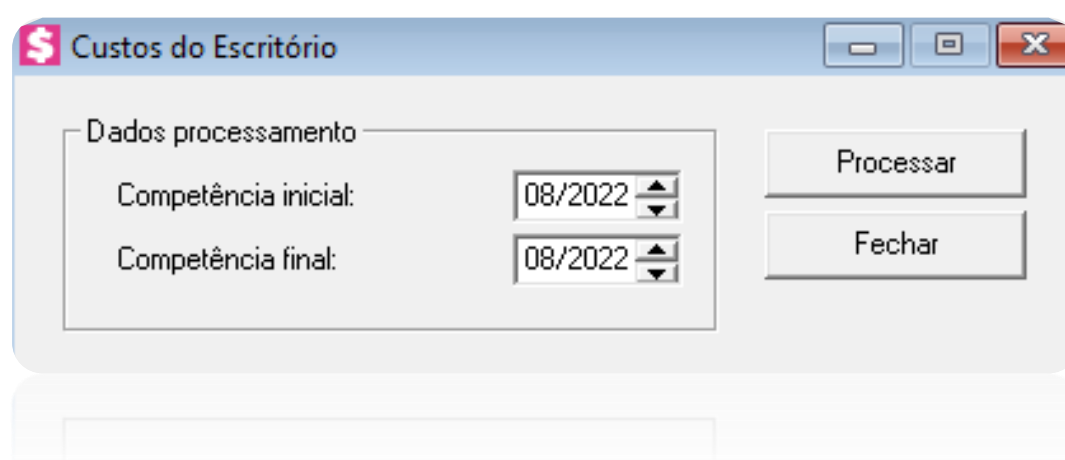 $ Custos do Escritório
Dados processamento
Competência inicial: 08/2022
Competência final: 08/2022
Processar
Fechar